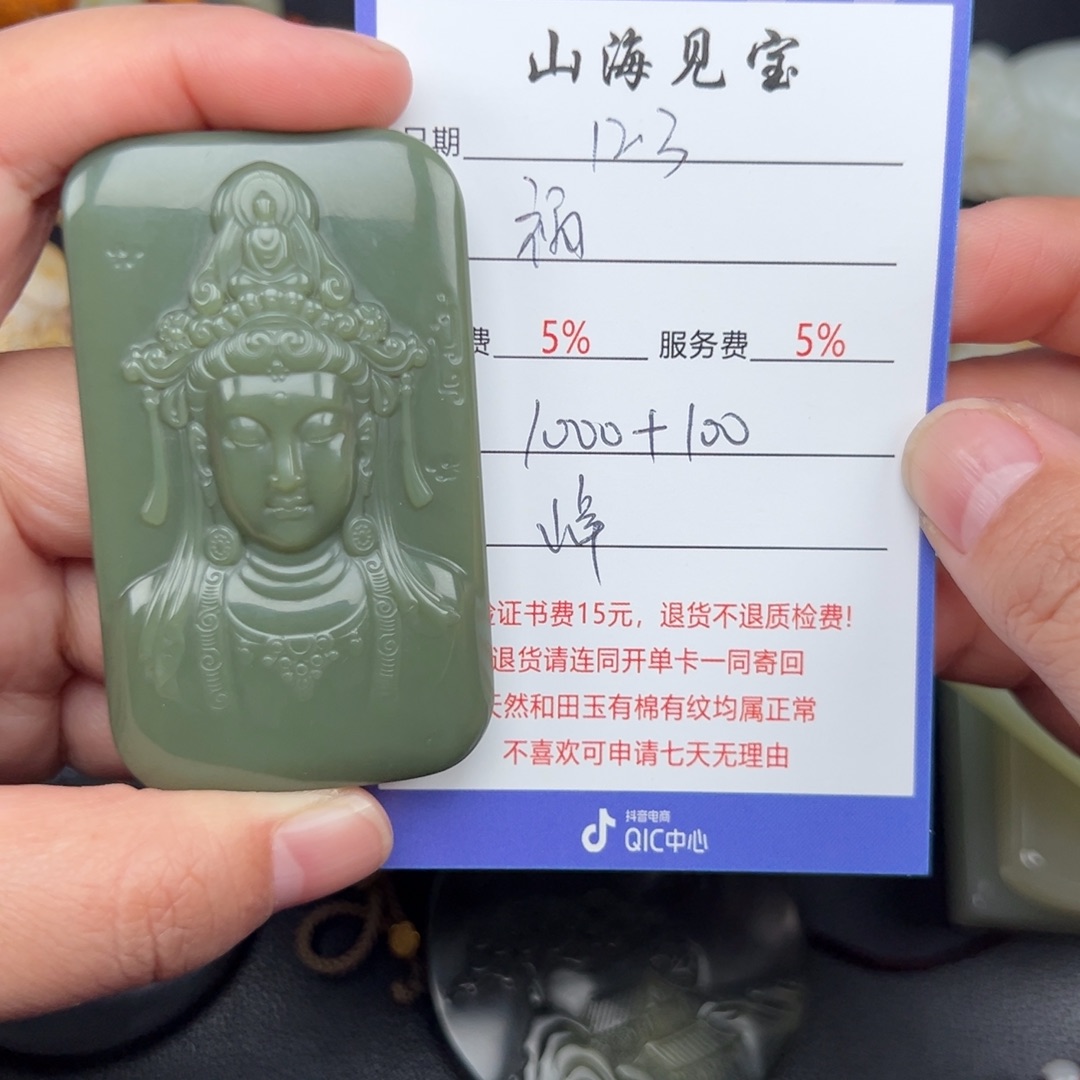 山海见宝
日期 12.3
福
费 5% 服务费 5%
1000+100
峰
验证书费15元，退货不退质检费!
退货请连同开单卡一同寄回
天然和田玉有棉有纹均属正常
不喜欢可申请七天无理由
抖音电商
QIC中心